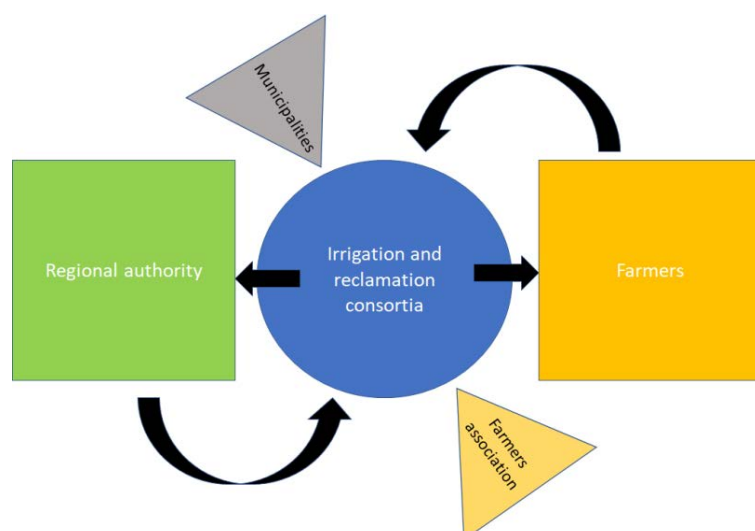 Municipalities
Regional authority
Irrigation and
reclamation
consortia
Farmers
Farmers
association